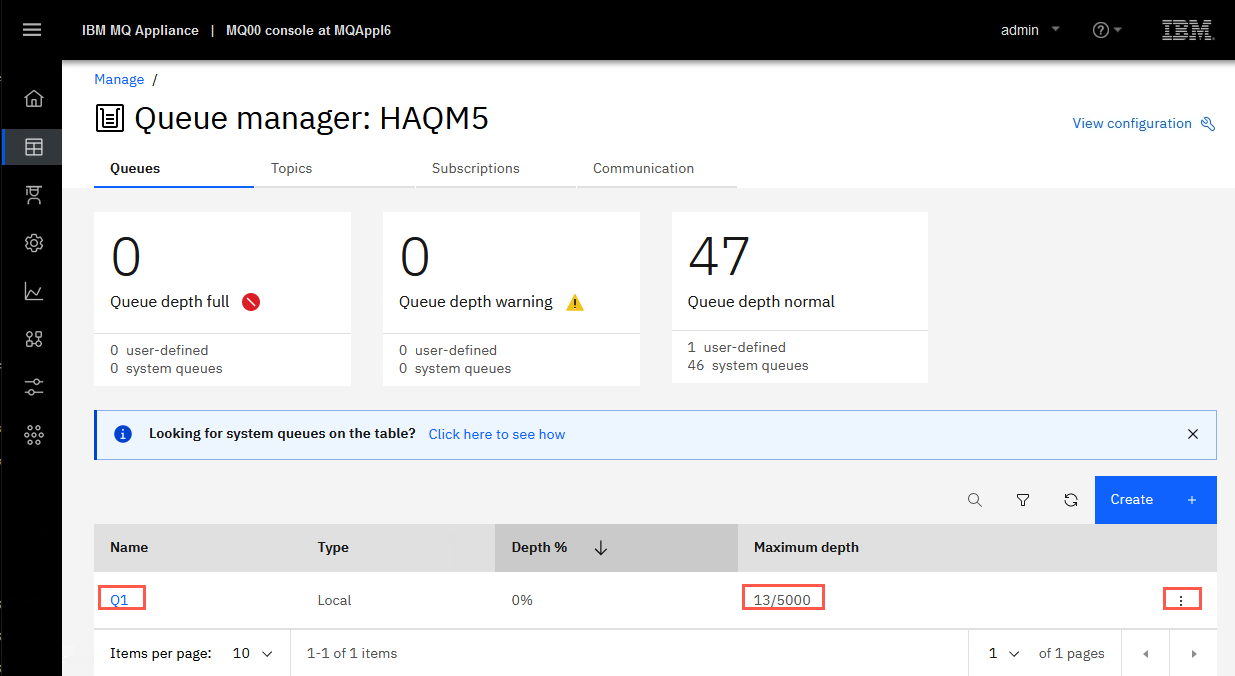 IBM MQ Appliance | MQ00 console at MQAppl6
admin
IBM
Manage /
Queue manager: HAQM5
View configuration
Queues Topics Subscriptions Communication
0
Queue depth full
0 user-defined
0 system queues
0
Queue depth warning
0 user-defined
0 system queues
47
Queue depth normal
1 user-defined
46 system queues
Looking for system queues on the table? Click here to see how
Create +
Name Type Depth % Maximum depth
Q1 Local 0% 13/5000
Items per page: 10 1-1 of 1 items 1 of 1 pages